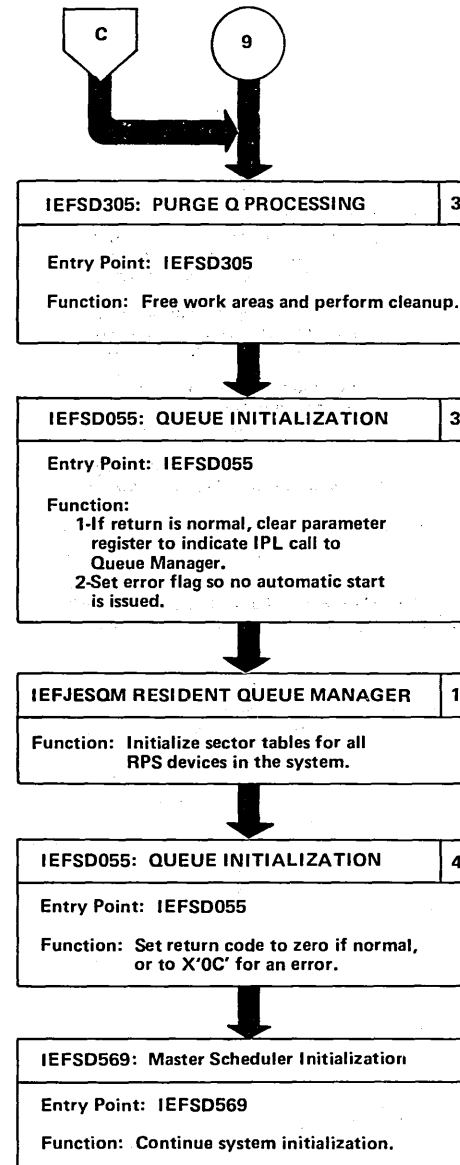 C
9
IEFSD305: PURGE Q PROCESSING 3
Entry Point: IEFSD305
Function: Free work areas and perform cleanup.
IEFSD055: QUEUE INITIALIZATION 3
Entry Point: IEFSD055
Function:
1-If return is normal, clear parameter
register to indicate IPL call to
Queue Manager.
2-Set error flag so no automatic start
is issued.
IEFJESQM RESIDENT QUEUE MANAGER 1
Function: Initialize sector tables for all
RPS devices in the system.
IEFSD055: QUEUE INITIALIZATION 4
Entry Point: IEFSD055
Function: Set return code to zero if normal,
or to X'0C' for an error.
IEFSD569: Master Scheduler Initialization
Entry Point: IEFSD569
Function: Continue system initialization.